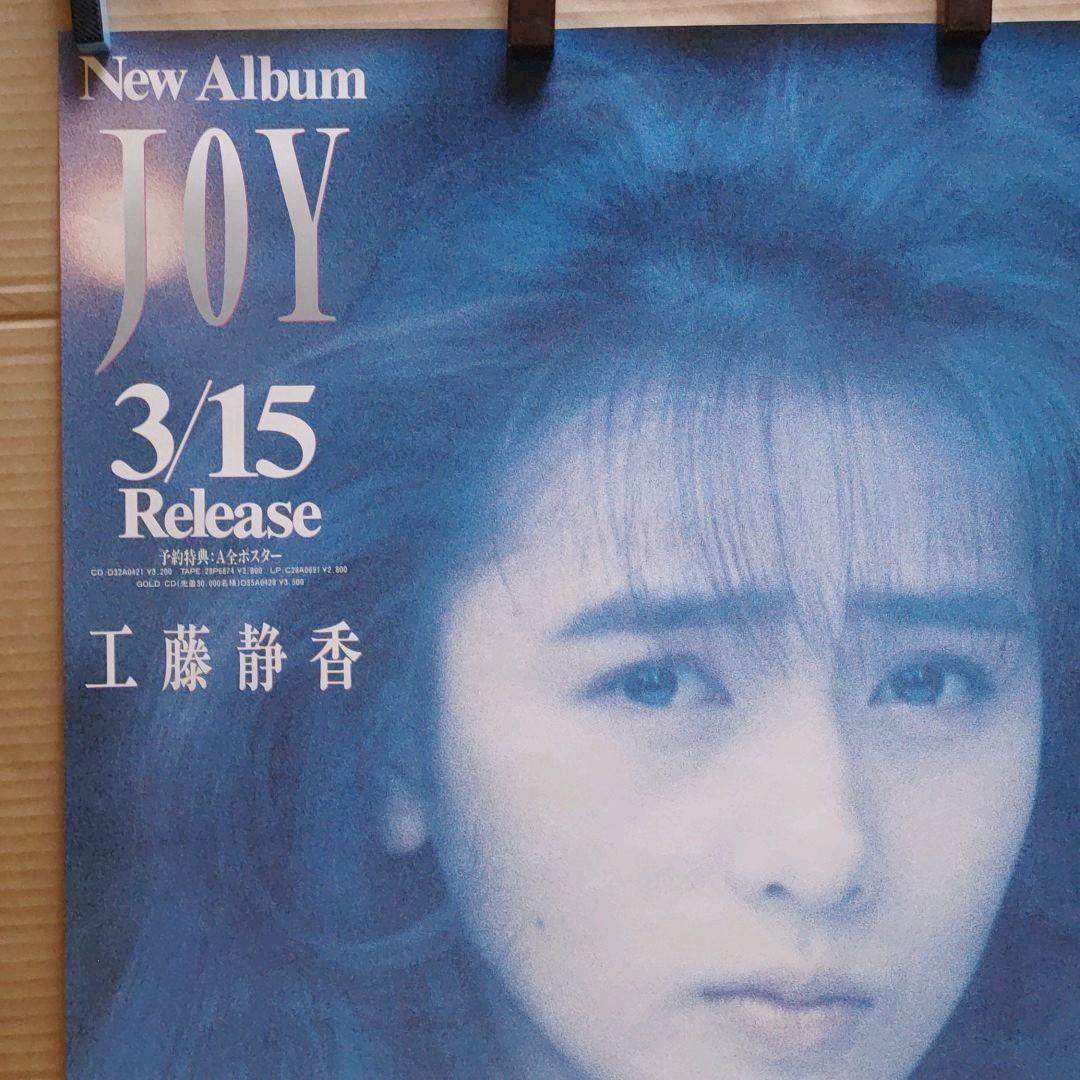 New Album
JOY
3/15
Release
予約特典:A全ポスター
CD:D32A0421 ¥3.200 TAPE:28P6874 ¥2.800 LP:C28A0691 ¥2.800
GOLD CD(先着30.000名様)D35A0428 ¥3.500
工藤静香